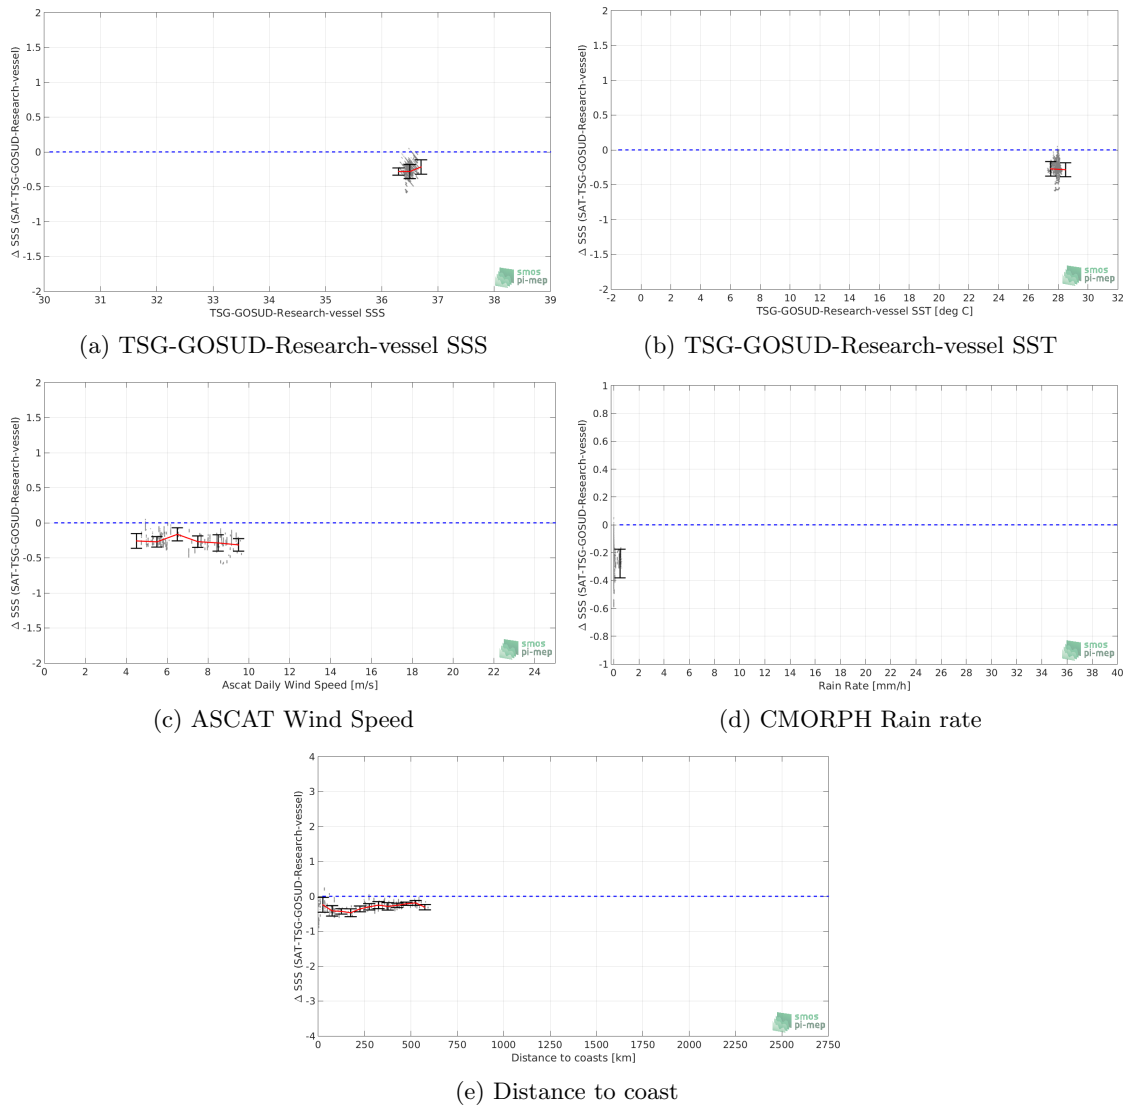 Δ SSS (SAT-TSG-GOSUD-Research-vessel)
2
1.5
1
0.5
0
-0.5
-1
-1.5
-2
30 31 32 33 34 35 36 37 38 39
TSG-GOSUD-Research-vessel SSS
smos
pi-mep
(a) TSG-GOSUD-Research-vessel SSS
Δ SSS (SAT-TSG-GOSUD-Research-vessel)
2
1.5
1
0.5
0
-0.5
-1
-1.5
-2
-2 0 2 4 6 8 10 12 14 16 18 20 22 24 26 28 30 32
TSG-GOSUD-Research-vessel SST [deg C]
smos
pi-mep
(b) TSG-GOSUD-Research-vessel SST
Δ SSS (SAT-TSG-GOSUD-Research-vessel)
2
1.5
1
0.5
0
-0.5
-1
-1.5
-2
0 2 4 6 8 10 12 14 16 18 20 22 24
Ascat Daily Wind Speed [m/s]
smos
pi-mep
(c) ASCAT Wind Speed
Δ SSS (SAT-TSG-GOSUD-Research-vessel)
1
0.8
0.6
0.4
0.2
0
-0.2
-0.4
-0.6
-0.8
-1
0 2 4 6 8 10 12 14 16 18 20 22 24 26 28 30 32 34 36 38 40
Rain Rate [mm/h]
smos
pi-mep
(d) CMORPH Rain rate
Δ SSS (SAT-TSG-GOSUD-Research-vessel)
4
3
2
1
0
-1
-2
-3
-4
0 250 500 750 1000 1250 1500 1750 2000 2250 2500 2750
Distance to coasts [km]
smos
pi-mep
(e) Distance to coast